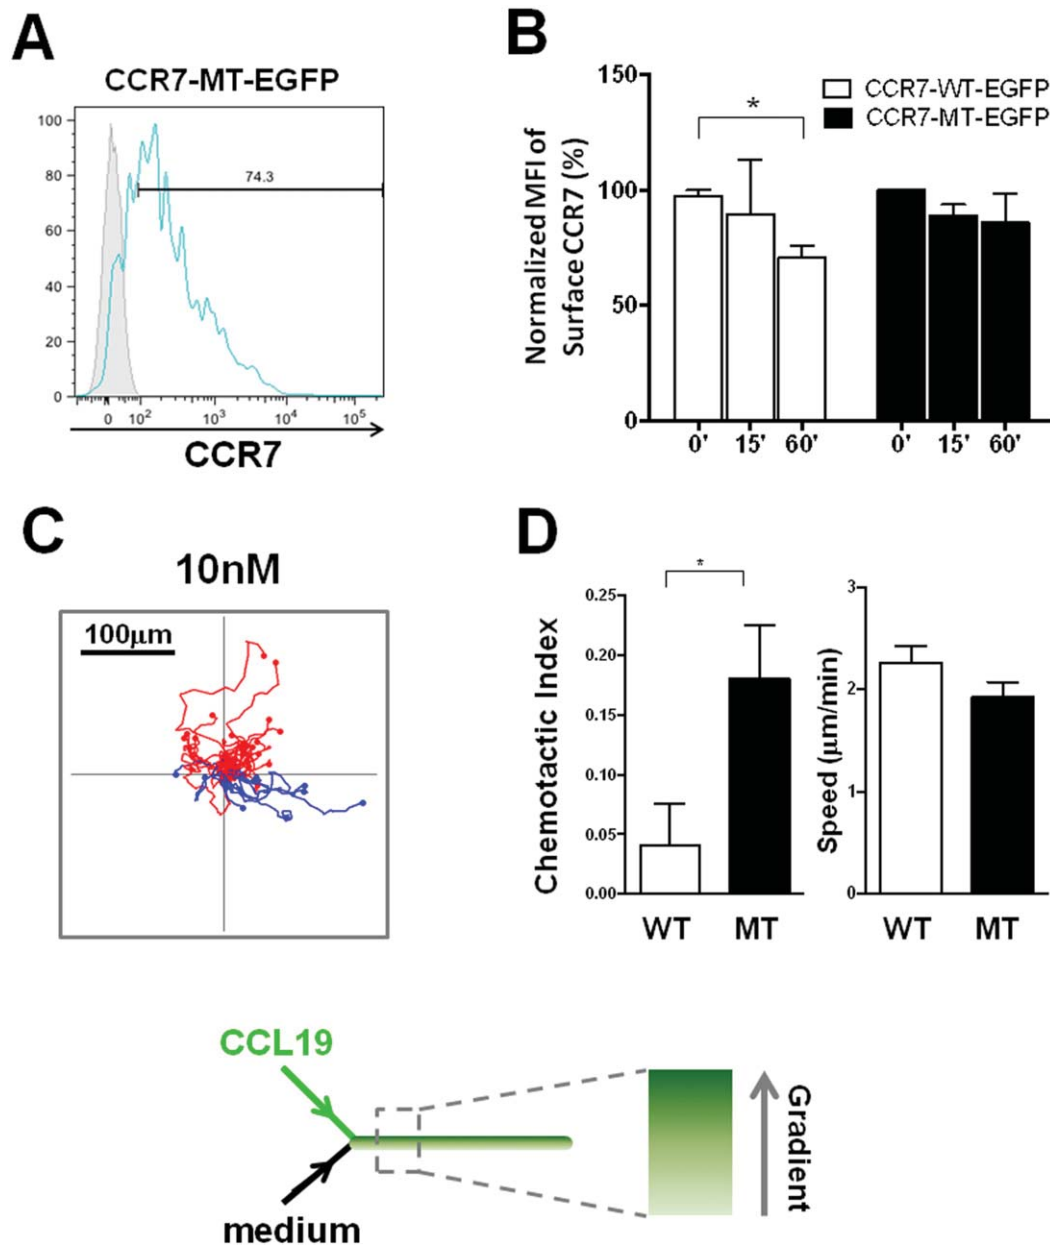 A
CCR7-MT-EGFP
100
80
60
40
20
0
74.3
0 10² 10³ 10⁴ 10⁵
CCR7
B
Normalized MFI of
Surface CCR7 (%)
150
100
50
0
*
CCR7-WT-EGFP
CCR7-MT-EGFP
0' 15' 60' 0' 15' 60'
C
10nM
100μm
D
Chemotactic Index
0.25
0.20
0.15
0.10
0.05
0.00
*
WT MT
Speed (μm/min)
3
2
1
0
WT MT
CCL19
medium
Gradient